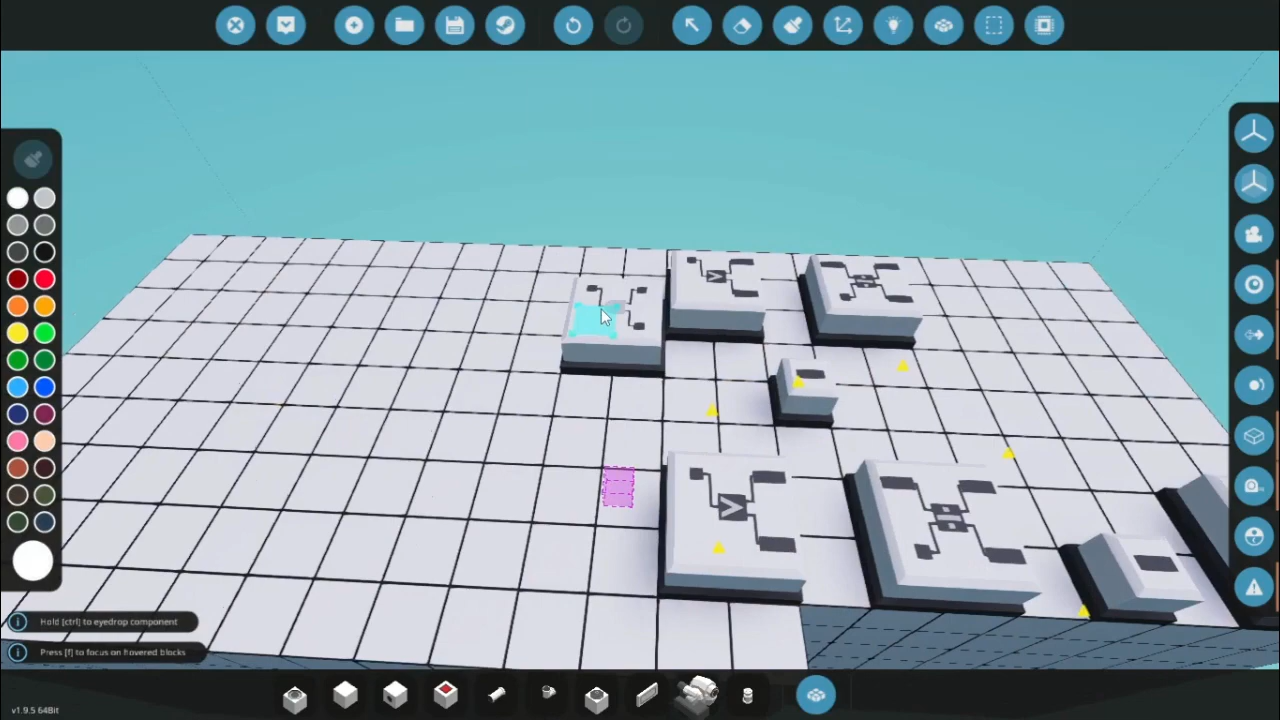 Hold [ctrl] to eyedrop component
Press [f] to focus on hovered blocks
v1.9.5 64Bit